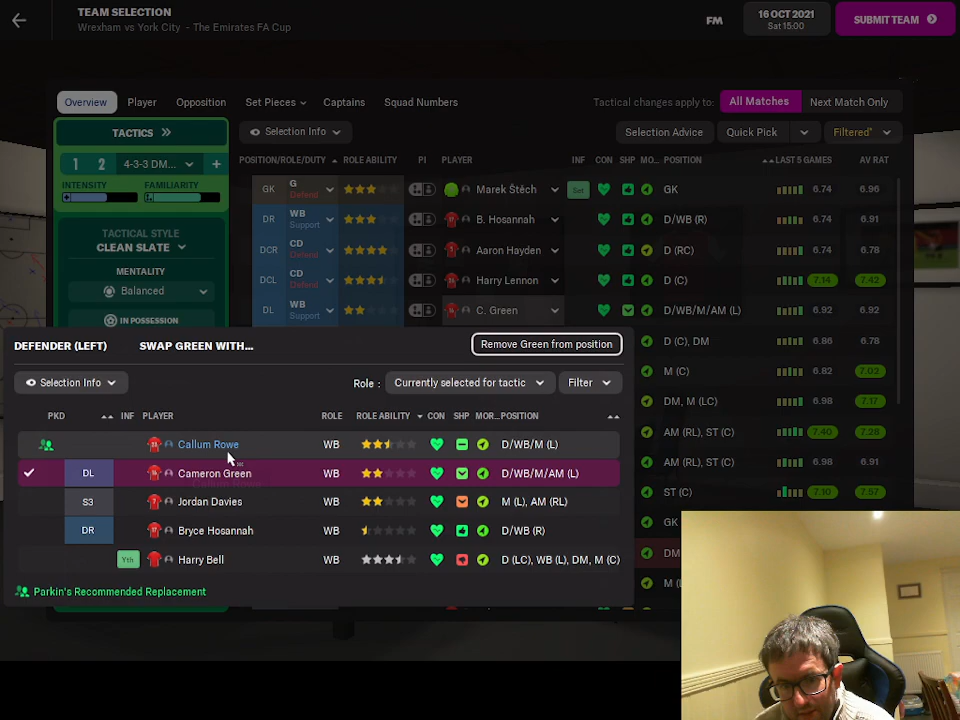 TEAM SELECTION
Wrexham vs York City - The Emirates FA Cup
FM
16 OCT 2021
Sat 15:00
SUBMIT TEAM
Overview Player Opposition Set Pieces Captains Squad Numbers
Tactical changes apply to: All Matches Next Match Only
TACTICS
Selection Info
Selection Advice Quick Pick Filtered*
1 2 4-3-3 DM... +
INTENSITY FAMILIARITY
TACTICAL STYLE
CLEAN SLATE
MENTALITY
Balanced
IN POSSESSION
POSITION/ROLE/DUTY ROLE ABILITY PI PLAYER INF CON SHP MO... POSITION LAST 5 GAMES AV RAT
GK G Defend Marek Štěch Set GK 6.74 6.96
DR WB Support B. Hosannah D/WB (R) 6.74 6.91
DCR CD Defend Aaron Hayden D (RC) 6.74 6.78
DCL CD Defend Harry Lennon D (C) 7.14 7.42
DL WB Support C. Green D/WB/M/AM (L) 6.92 6.92
D (C), DM 6.86 6.78
M (C) 6.82 7.03
DM, M (LC) 6.98 7.17
AM (RL), ST (C) 7.40 7.28
AM (RL), ST (C) 6.98 6.91
ST (C) 7.10 7.57
GK
DM
M (
DEFENDER (LEFT) SWAP GREEN WITH... Remove Green from position
Selection Info Role : Currently selected for tactic Filter
PKD INF PLAYER ROLE ROLE ABILITY CON SHP MOR... POSITION
Callum Rowe WB D/WB/M (L)
DL Cameron Green WB D/WB/M/AM (L)
S3 Jordan Davies WB M (L), AM (RL)
DR Bryce Hosannah WB D/WB (R)
Yth Harry Bell WB D (LC), WB (L), DM, M (C)
Parkin's Recommended Replacement